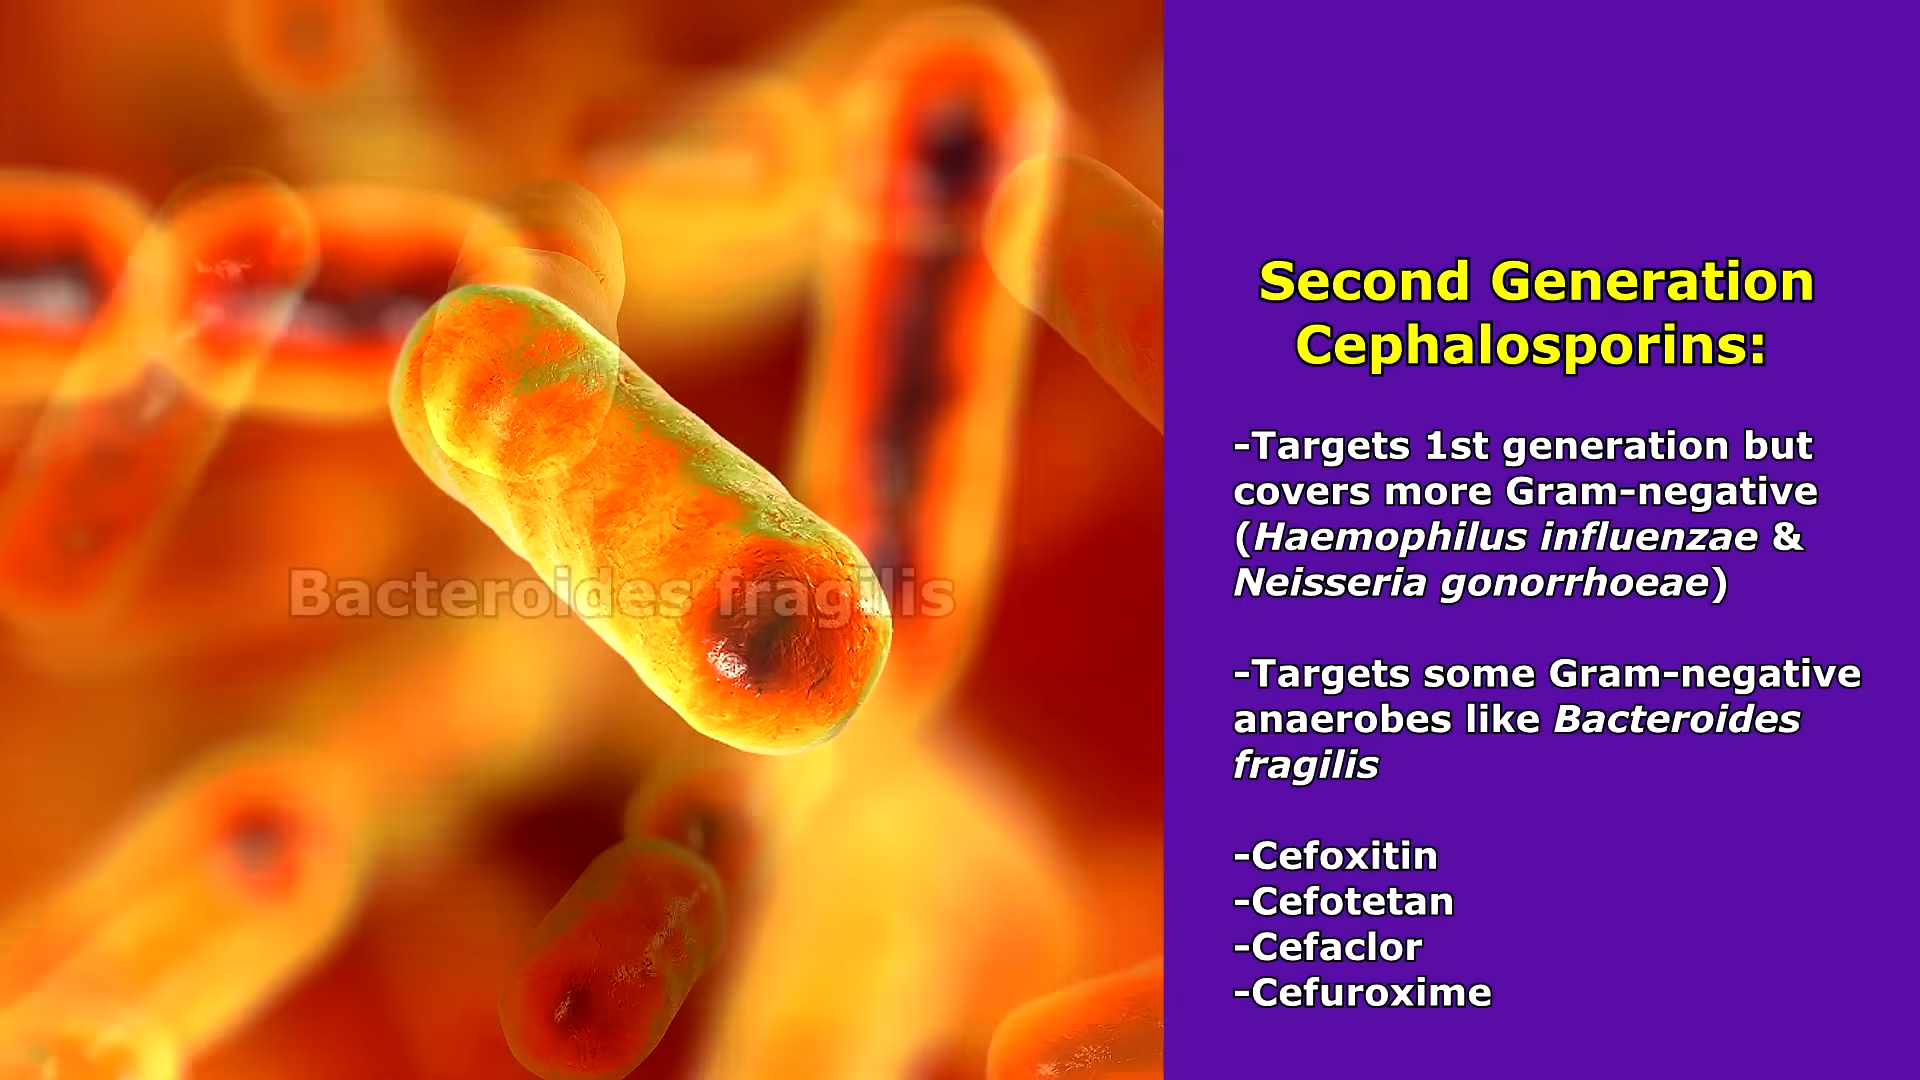 Bacteroides fragilis
Second Generation
Cephalosporins:
-Targets 1st generation but
covers more Gram-negative
(Haemophilus influenzae &
Neisseria gonorrhoeae)
-Targets some Gram-negative
anaerobes like Bacteroides
fragilis
-Cefoxitin
-Cefotetan
-Cefaclor
-Cefuroxime